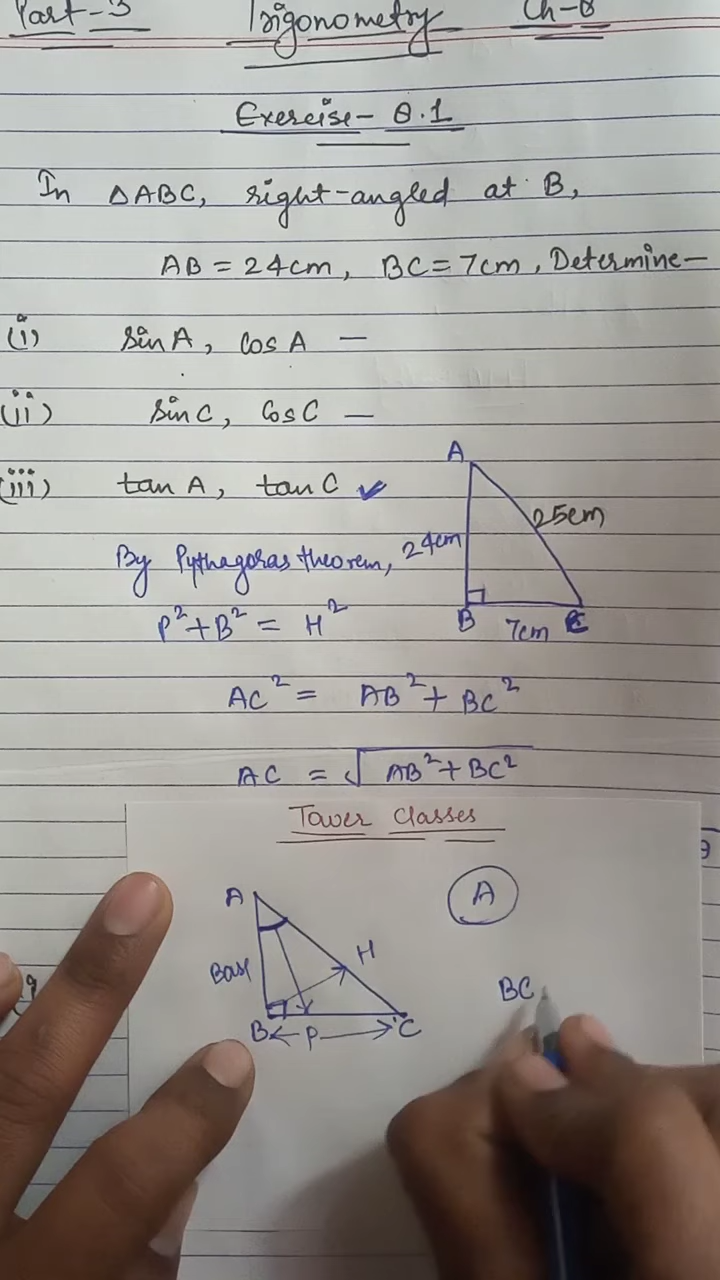 Part-3 Trigonometry Ch-8
Exercise- 8.1
In ΔABC, right-angled at B,
AB = 24cm, BC = 7cm, Determine—
(i) sinA, cosA —
(ii) sinC, cosC —
(iii) tanA, tanC ✓
A
25cm
24cm
B 7cm C
By Pythagoras theorem,
P²+B² = H²
AC² = AB²+BC²
AC = √AB²+BC²
Tower Classes
A
A
H
Base
BC
B P C